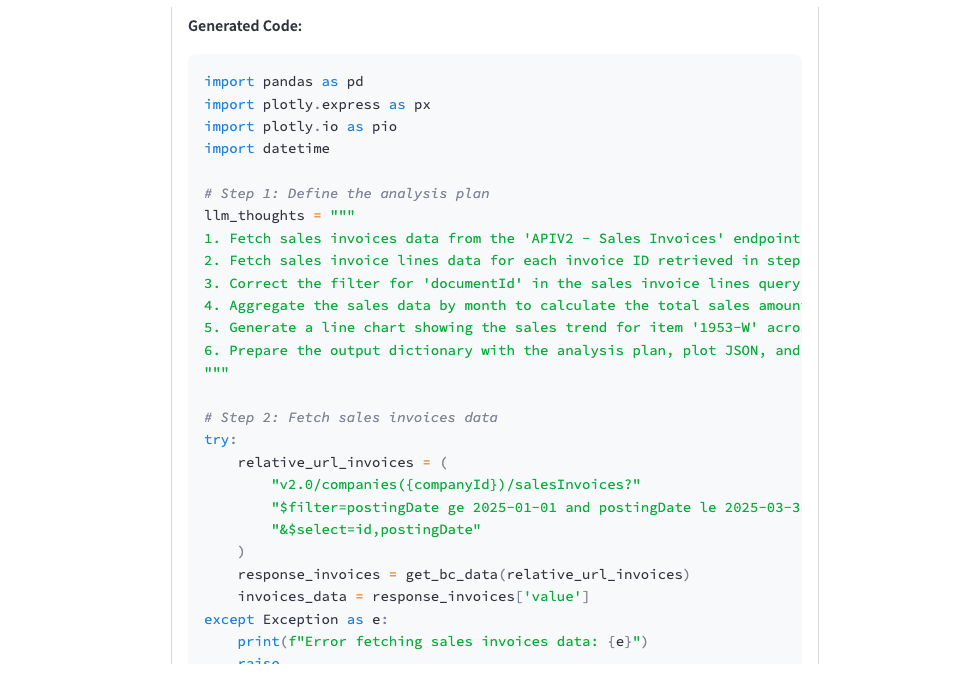 Generated Code:
import pandas as pd
import plotly.express as px
import plotly.io as pio
import datetime
# Step 1: Define the analysis plan
llm_thoughts = """
1. Fetch sales invoices data from the 'APIV2 - Sales Invoices' endpoint
2. Fetch sales invoice lines data for each invoice ID retrieved in step
3. Correct the filter for 'documentId' in the sales invoice lines query
4. Aggregate the sales data by month to calculate the total sales amoun
5. Generate a line chart showing the sales trend for item '1953-W' acro
6. Prepare the output dictionary with the analysis plan, plot JSON, and
"""
# Step 2: Fetch sales invoices data
try:
    relative_url_invoices = (
        "v2.0/companies({companyId})/salesInvoices?"
        "$filter=postingDate ge 2025-01-01 and postingDate le 2025-03-3
        "&$select=id,postingDate"
    )
    response_invoices = get_bc_data(relative_url_invoices)
    invoices_data = response_invoices['value']
except Exception as e:
    print(f"Error fetching sales invoices data: {e}")
    raise